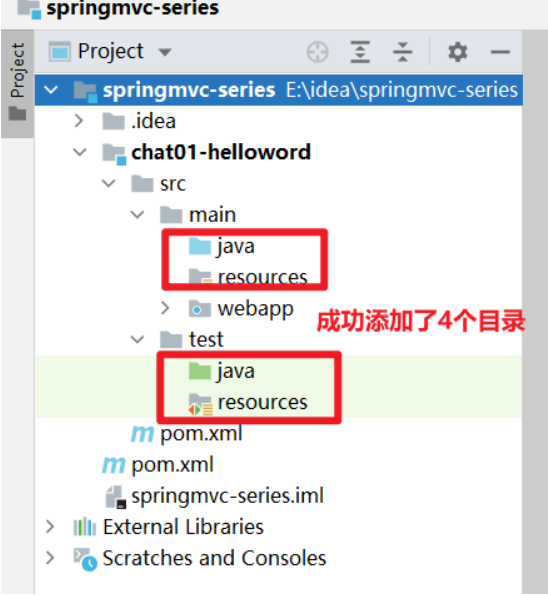 springmvc-series
Project
Project
springmvc-series E:\idea\springmvc-series
.idea
chat01-helloword
src
main
java
resources
webapp
成功添加了4个目录
test
java
resources
pom.xml
pom.xml
springmvc-series.iml
External Libraries
Scratches and Consoles